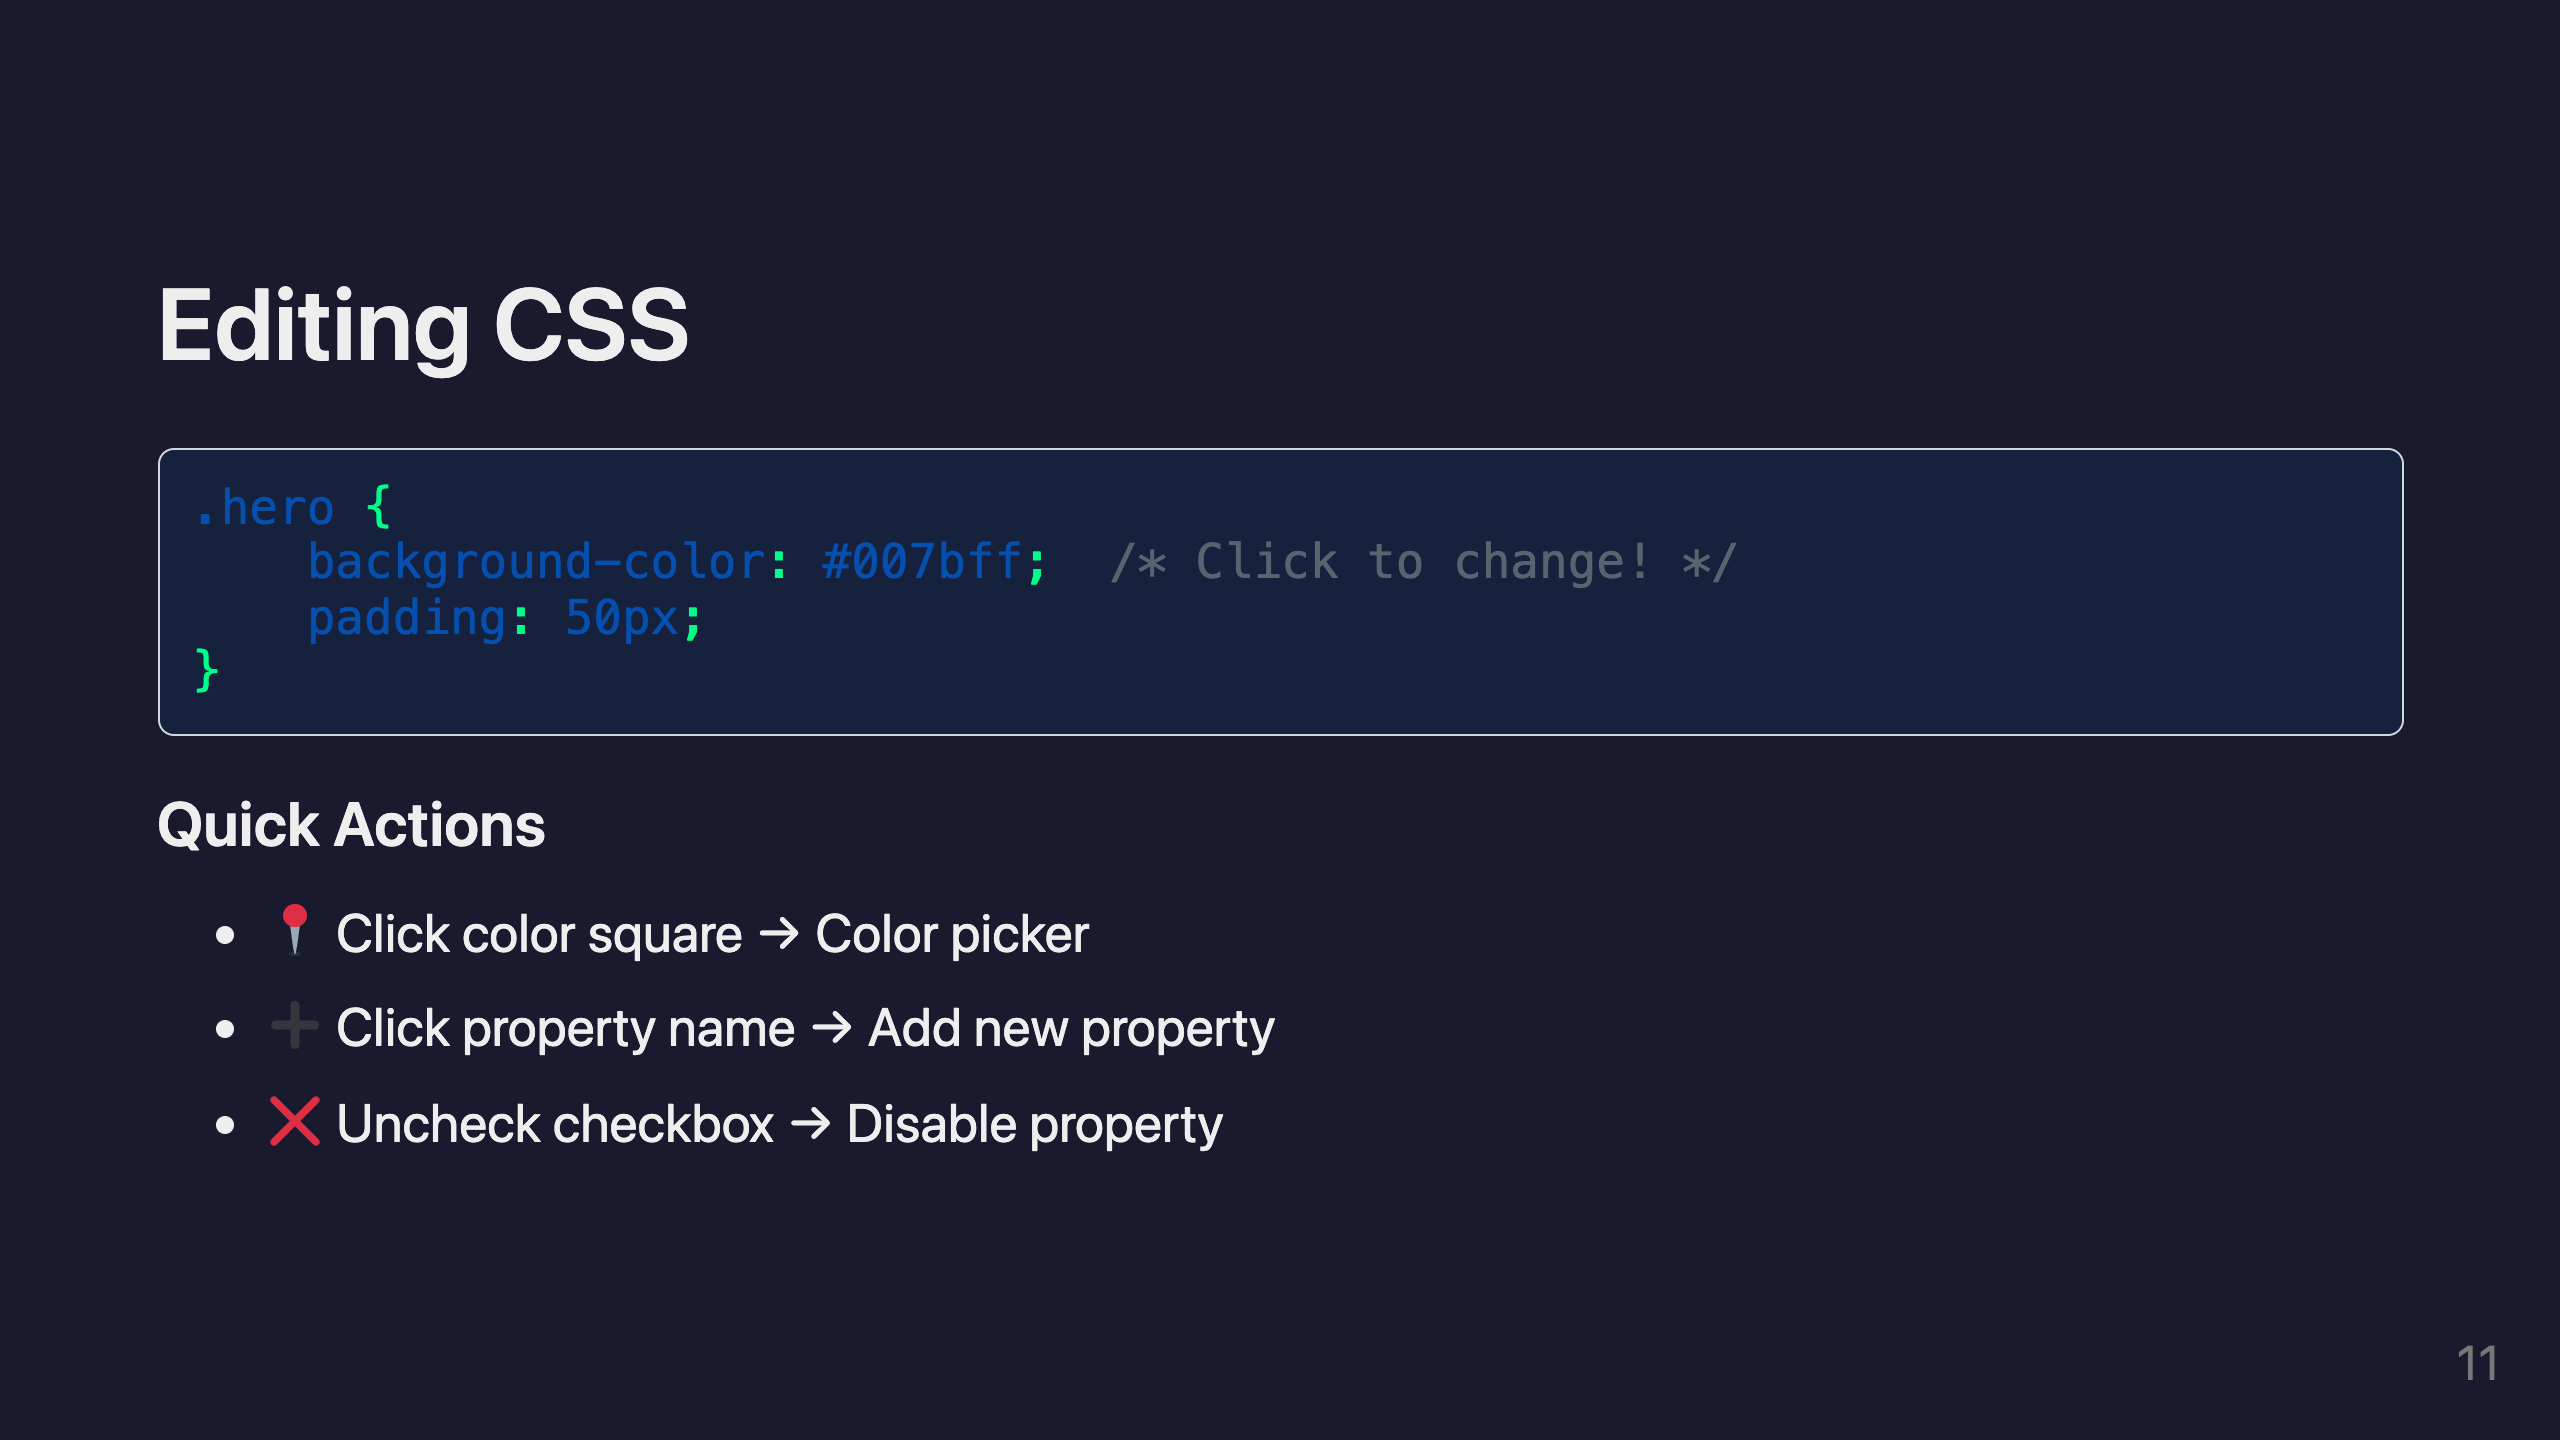 Editing CSS
.hero {
    background-color: #007bff;  /* Click to change! */
    padding: 50px;
}
Quick Actions
• 📍 Click color square → Color picker
• ➕ Click property name → Add new property
• ❌ Uncheck checkbox → Disable property
11